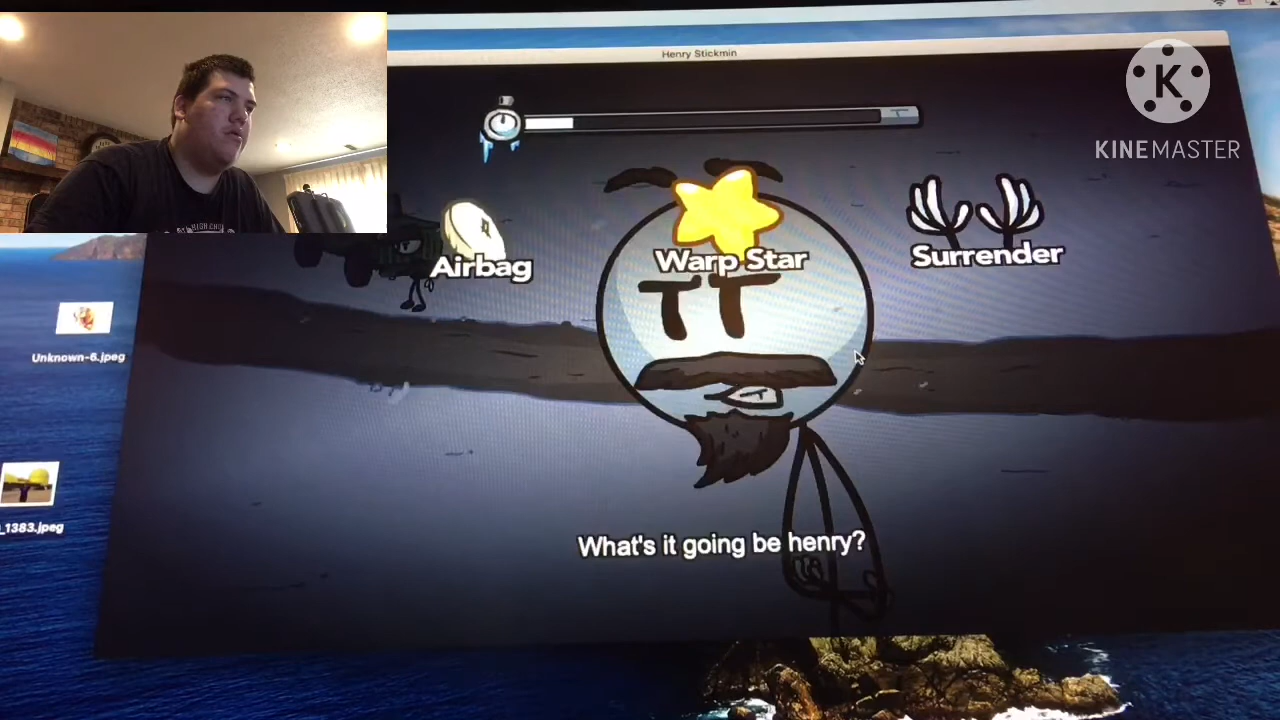 Henry Stickmin
K
KINEMASTER
Airbag
Warp Star
Surrender
Unknown-6.jpeg
_1383.jpeg
What's it going be henry?